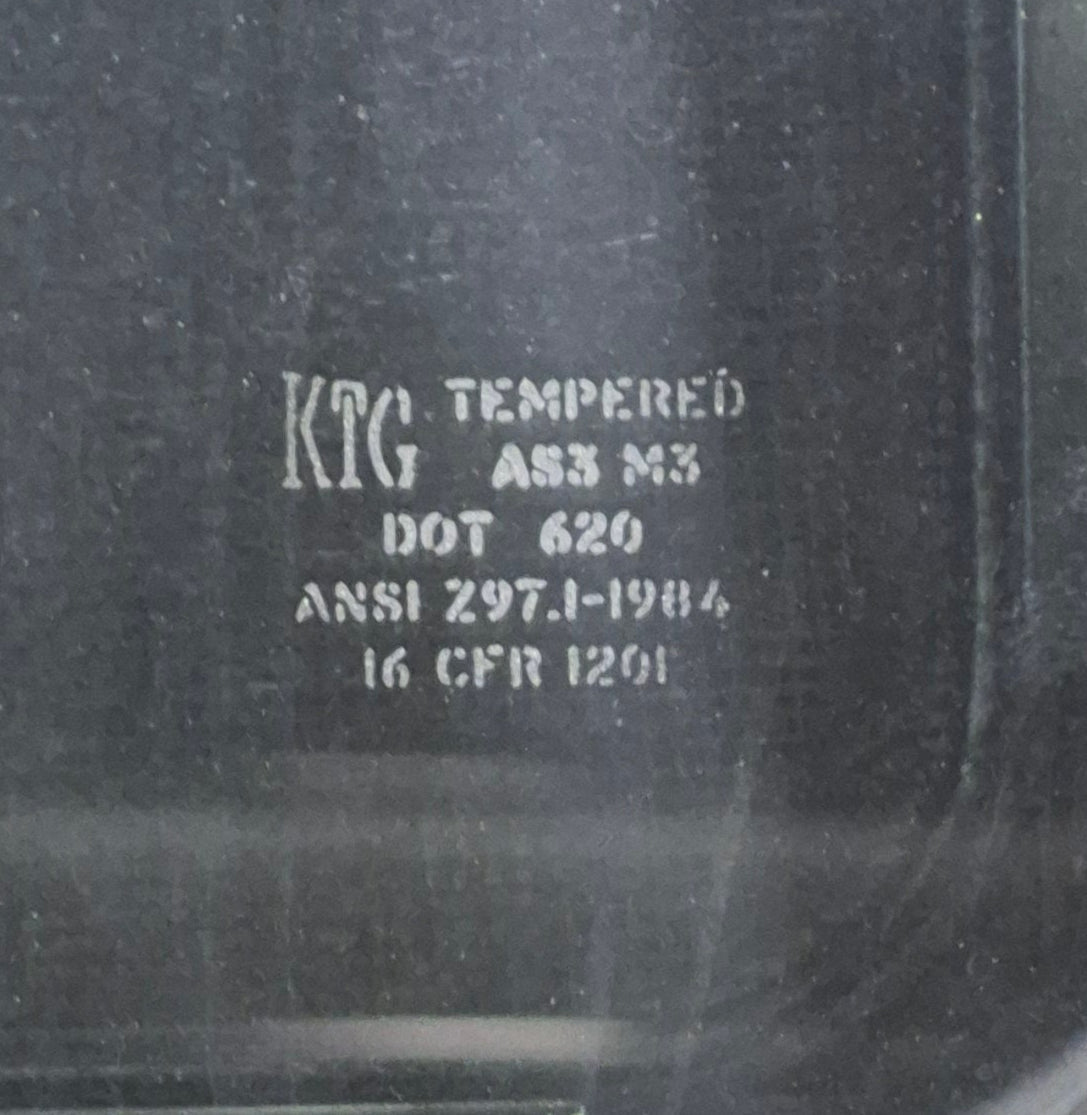 KTG TEMPERED
AS3 M3
DOT 620
ANSI Z97.1-1984
16 CFR 1201